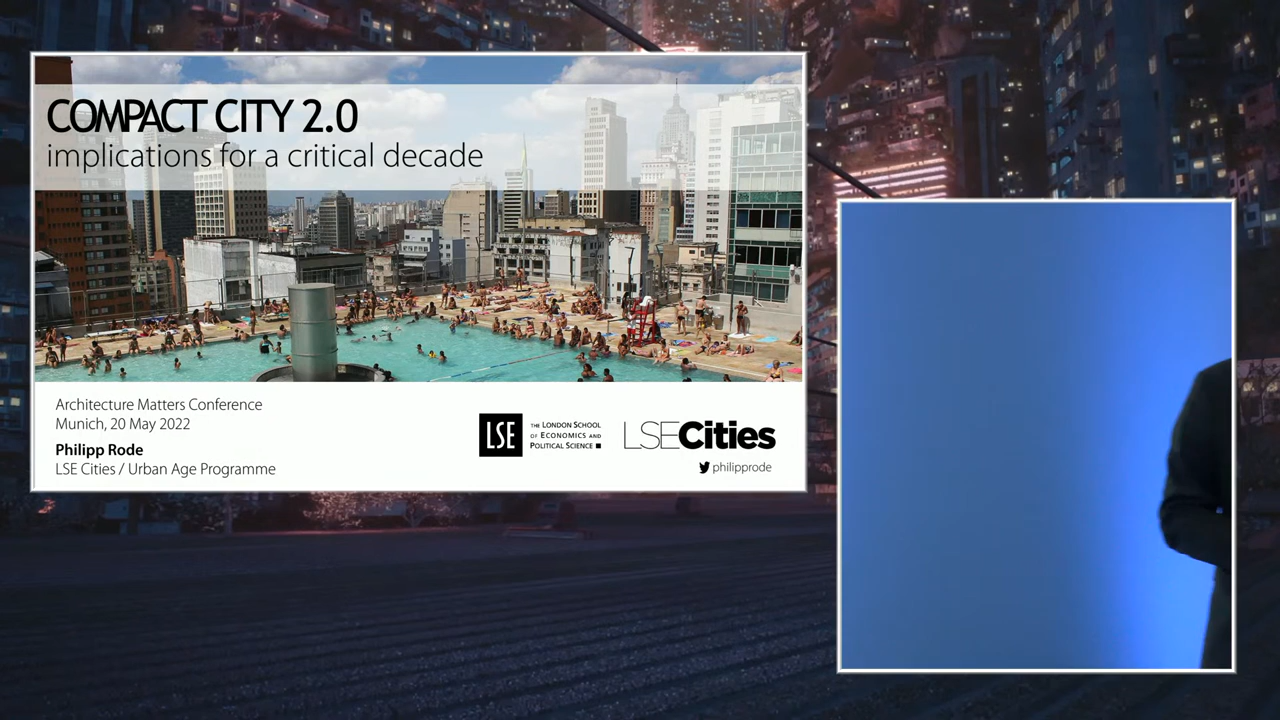 COMPACT CITY 2.0
implications for a critical decade
Architecture Matters Conference
Munich, 20 May 2022
Philipp Rode
LSE Cities / Urban Age Programme
LSE
THE LONDON SCHOOL
OF ECONOMICS AND
POLITICAL SCIENCE
LSECities
philipprode